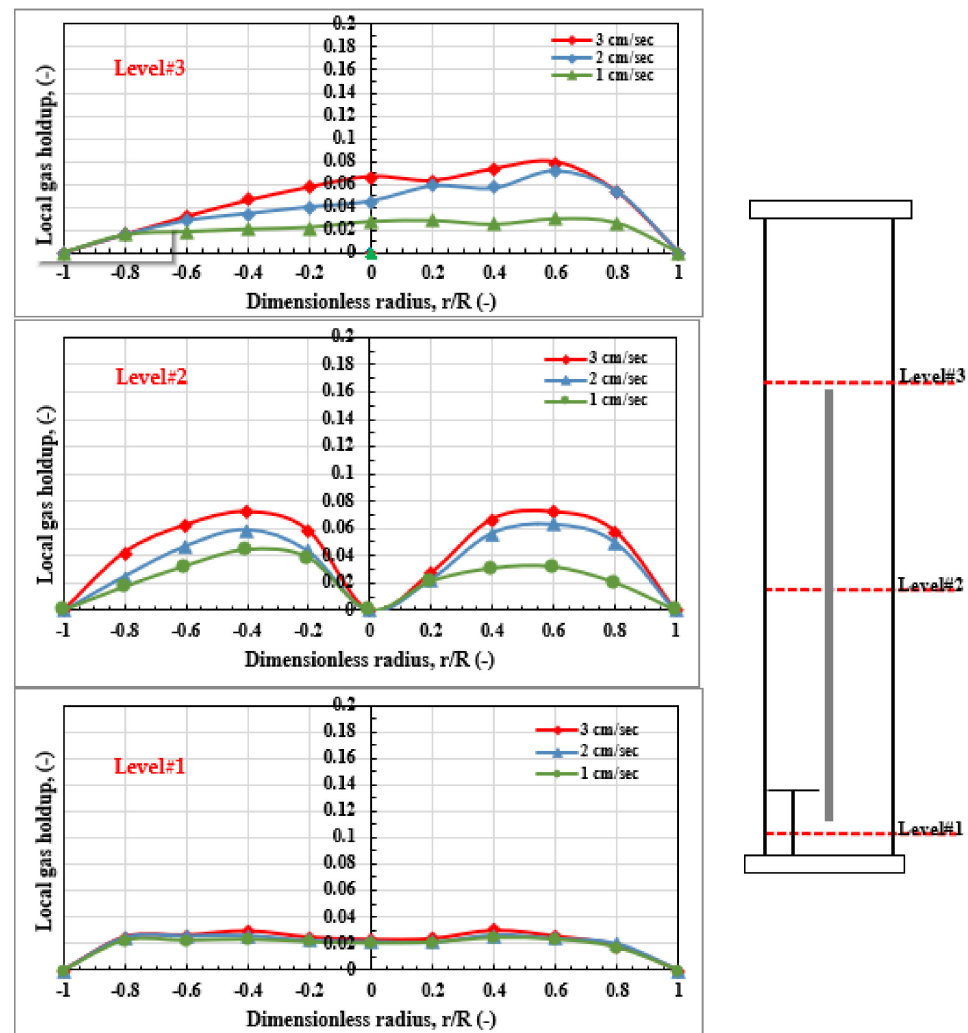 0.2
0.18
0.16
0.14
0.12
0.1
0.08
0.06
0.04
0.02
0
Local gas holdup, (-)
Level#3
3 cm/sec
2 cm/sec
1 cm/sec
-1 -0.8 -0.6 -0.4 -0.2 0 0.2 0.4 0.6 0.8 1
Dimensionless radius, r/R (-)
0.2
0.18
0.16
0.14
0.12
0.1
0.08
0.06
0.04
0.02
0
Local gas holdup, (-)
Level#2
3 cm/sec
2 cm/sec
1 cm/sec
-1 -0.8 -0.6 -0.4 -0.2 0 0.2 0.4 0.6 0.8 1
Dimensionless radius, r/R (-)
0.2
0.18
0.16
0.14
0.12
0.1
0.08
0.06
0.04
0.02
0
Local gas holdup, (-)
Level#1
3 cm/sec
2 cm/sec
1 cm/sec
-1 -0.8 -0.6 -0.4 -0.2 0 0.2 0.4 0.6 0.8 1
Dimensionless radius, r/R (-)
Level#3
Level#2
Level#1